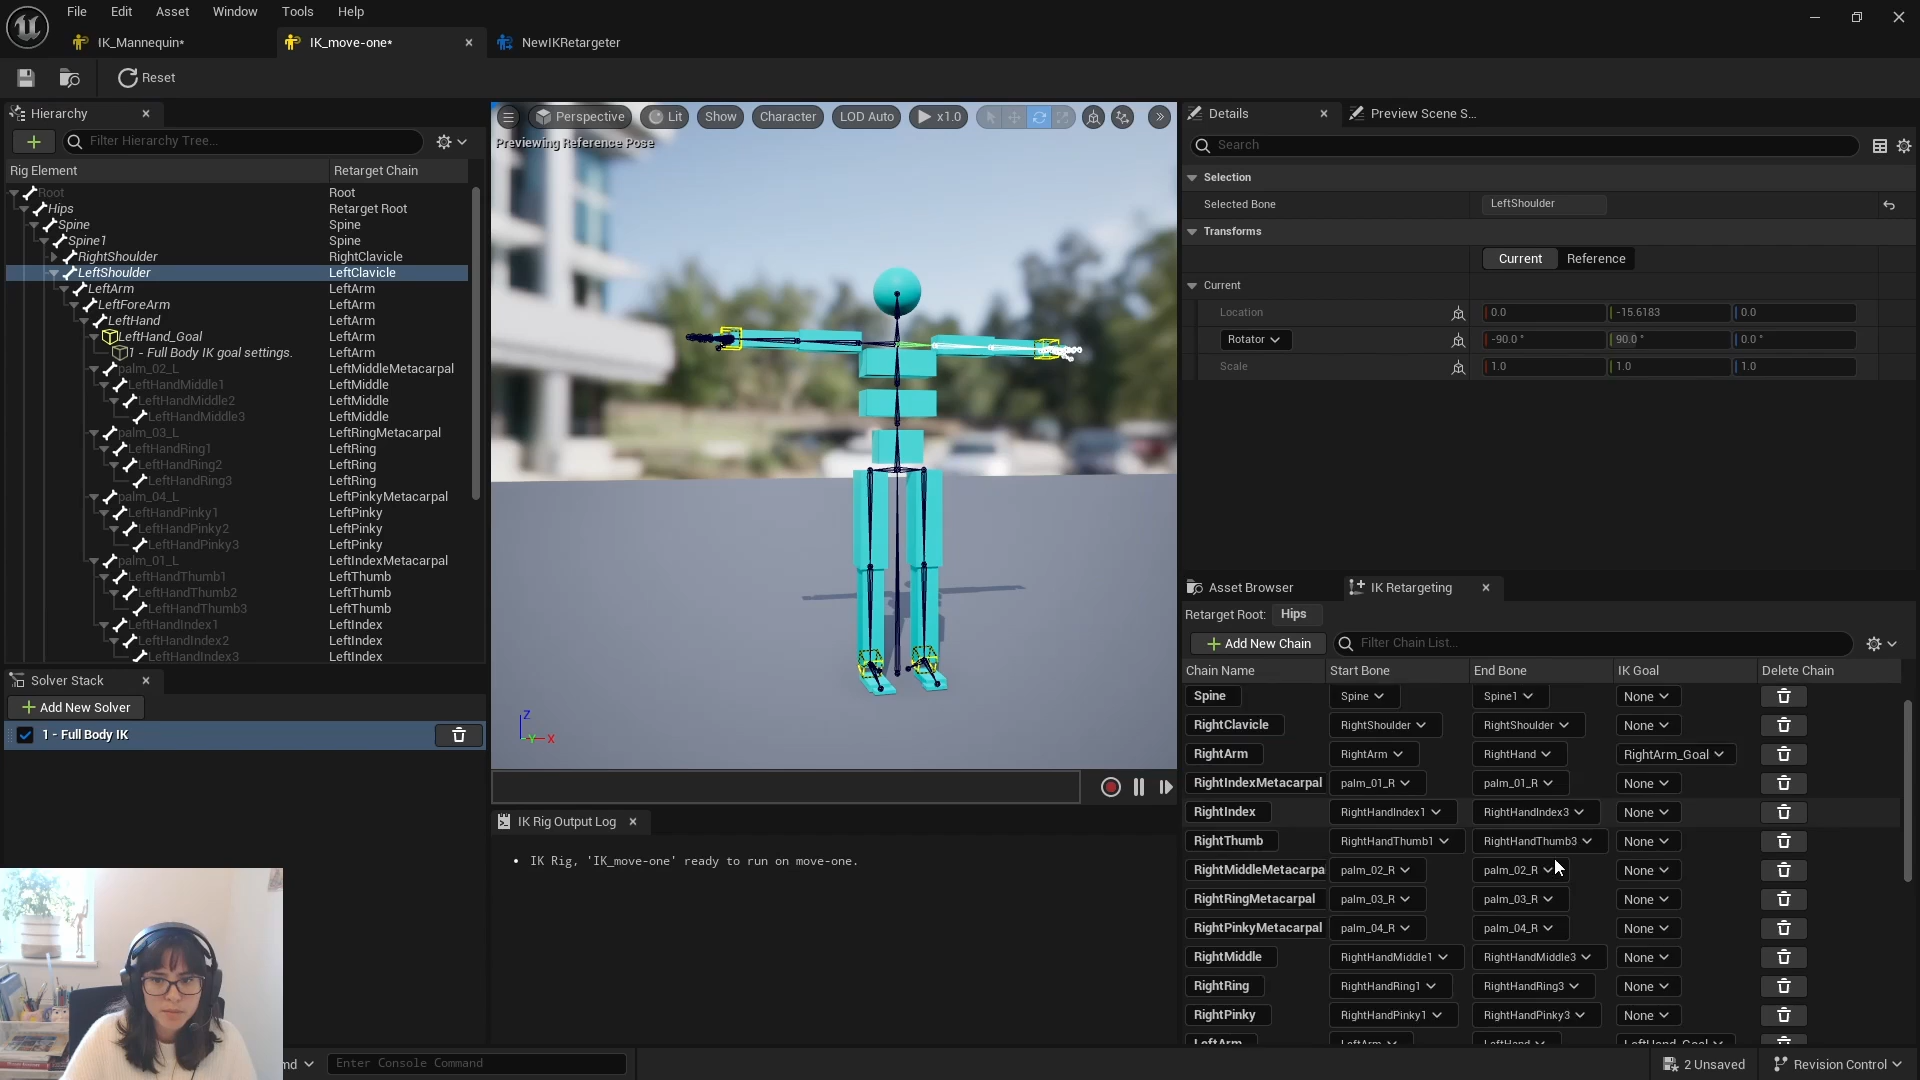 File Edit Asset Window Tools Help
IK_Mannequin* IK_move-one* NewIKRetargeter
Reset
Hierarchy
Filter Hierarchy Tree...
Rig Element Retarget Chain
Root Root
Hips Retarget Root
Spine Spine
Spine1 Spine
RightShoulder RightClavicle
LeftShoulder LeftClavicle
LeftArm LeftArm
LeftForeArm LeftArm
LeftHand LeftArm
LeftHand_Goal LeftArm
1 - Full Body IK goal settings. LeftArm
palm_02_L LeftMiddleMetacarpal
LeftHandMiddle1 LeftMiddle
LeftHandMiddle2 LeftMiddle
LeftHandMiddle3 LeftMiddle
palm_03_L LeftRingMetacarpal
LeftHandRing1 LeftRing
LeftHandRing2 LeftRing
LeftHandRing3 LeftRing
palm_04_L LeftPinkyMetacarpal
LeftHandPinky1 LeftPinky
LeftHandPinky2 LeftPinky
LeftHandPinky3 LeftPinky
palm_01_L LeftIndexMetacarpal
LeftHandThumb1 LeftThumb
LeftHandThumb2 LeftThumb
LeftHandThumb3 LeftThumb
LeftHandIndex1 LeftIndex
LeftHandIndex2 LeftIndex
LeftHandIndex3 LeftIndex
Solver Stack
Add New Solver
1 - Full Body IK
Perspective Lit Show Character LOD Auto x1.0
Previewing Reference Pose
Z
Y X
IK Rig Output Log
• IK Rig, 'IK_move-one' ready to run on move-one.
md Enter Console Command
Details Preview Scene S...
Search
Selection
Selected Bone LeftShoulder
Transforms
Current Reference
Current
Location 0.0 -15.6183 0.0
Rotator -90.0 ° 90.0 ° 0.0 °
Scale 1.0 1.0 1.0
Asset Browser IK Retargeting
Retarget Root: Hips
Add New Chain Filter Chain List...
Chain Name Start Bone End Bone IK Goal Delete Chain
Spine Spine Spine1 None
RightClavicle RightShoulder RightShoulder None
RightArm RightArm RightHand RightArm_Goal
RightIndexMetacarpal palm_01_R palm_01_R None
RightIndex RightHandIndex1 RightHandIndex3 None
RightThumb RightHandThumb1 RightHandThumb3 None
RightMiddleMetacarpa palm_02_R palm_02_R None
RightRingMetacarpal palm_03_R palm_03_R None
RightPinkyMetacarpal palm_04_R palm_04_R None
RightMiddle RightHandMiddle1 RightHandMiddle3 None
RightRing RightHandRing1 RightHandRing3 None
RightPinky RightHandPinky1 RightHandPinky3 None
LeftArm LeftArm LeftHand LeftHand_Goal
2 Unsaved Revision Control